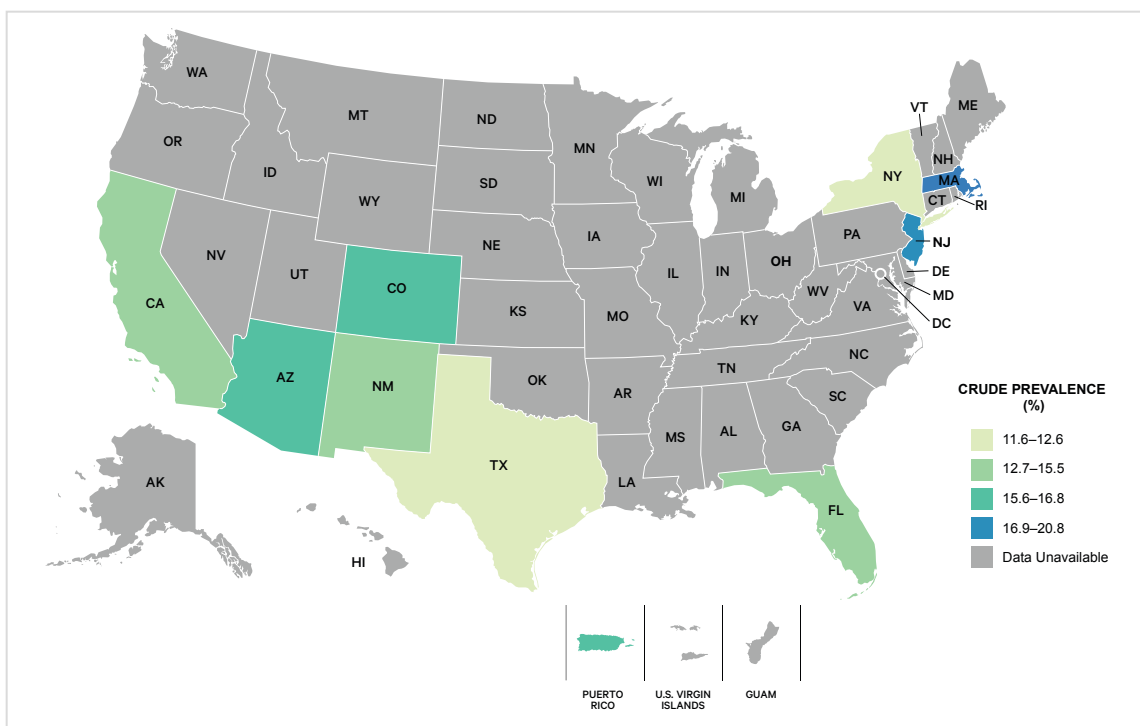 WA
MT
ND
MN
VT
ME
OR
ID
SD
WI
MI
NY
NH
MA
WY
CT
RI
NV
UT
NE
IA
PA
NJ
CA
CO
IL
IN
OH
DE
KS
MO
WV
VA
MD
KY
DC
AZ
NM
OK
AR
TN
NC
SC
MS
AL
GA
TX
LA
FL
AK
HI
CRUDE PREVALENCE
(%)
11.6–12.6
12.7–15.5
15.6–16.8
16.9–20.8
Data Unavailable
PUERTO
RICO
U.S. VIRGIN
ISLANDS
GUAM